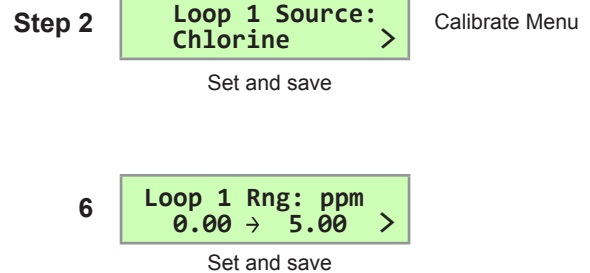 Step 2
Loop 1 Source:
Chlorine >
Calibrate Menu
Set and save
6
Loop 1 Rng: ppm
0.00 → 5.00 >
Set and save